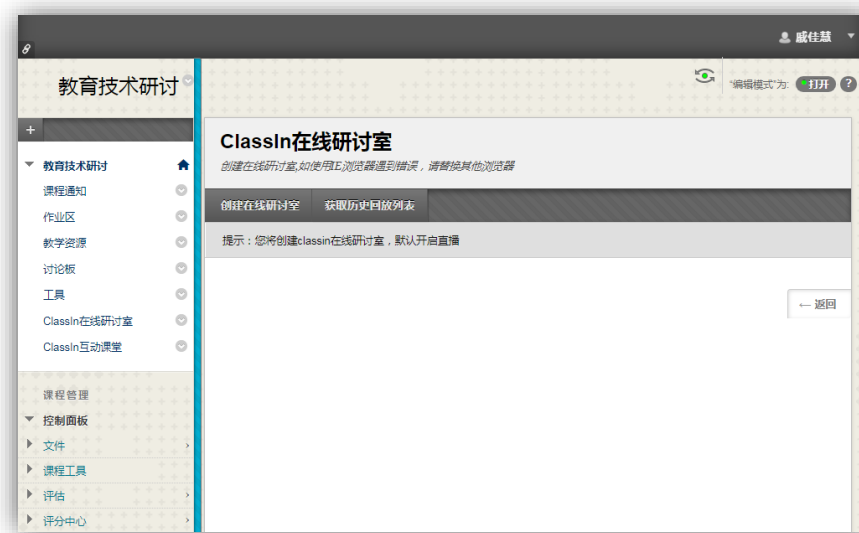 戚佳慧
教育技术研讨
“编辑模式”为: 打开 ?
+
教育技术研讨
课程通知
作业区
教学资源
讨论板
工具
ClassIn在线研讨室
ClassIn互动课堂
课程管理
控制面板
文件
课程工具
评估
评分中心
ClassIn在线研讨室
创建在线研讨室,如使用IE浏览器遇到错误，请替换其他浏览器
创建在线研讨室 获取历史回放列表
提示：您将创建classin在线研讨室，默认开启直播
← 返回